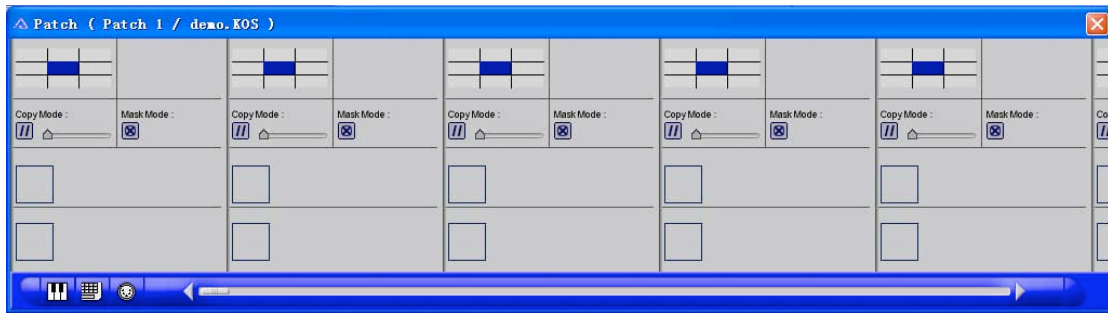 Patch ( Patch 1 / demo.KOS )
Copy Mode : Mask Mode : Copy Mode : Mask Mode : Copy Mode : Mask Mode : Copy Mode : Mask Mode : Copy Mode : Mask Mode : Co